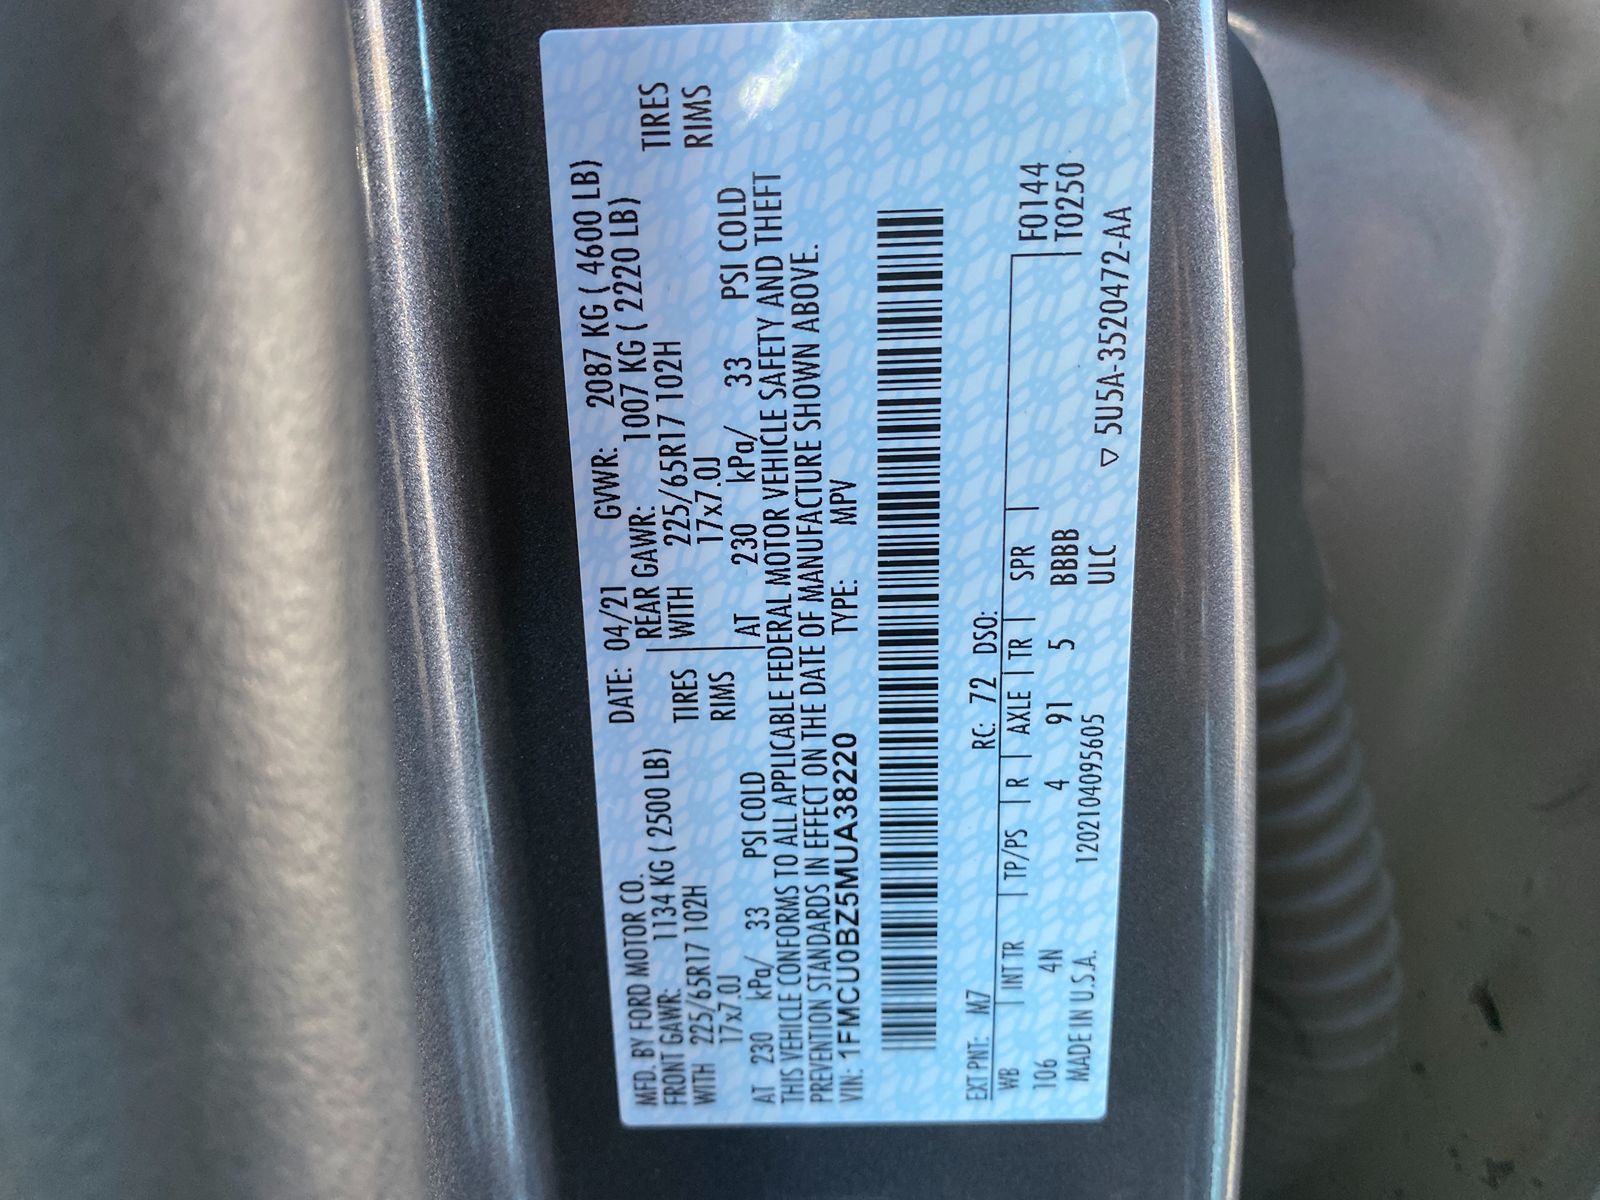 MFD. BY FORD MOTOR CO. DATE: 04/21 GVWR: 2087 KG ( 4600 LB)
FRONT GAWR: 1134 KG ( 2500 LB) REAR GAWR: 1007 KG ( 2220 LB)
WITH 225/65R17 102H TIRES WITH 225/65R17 102H TIRES
17x7.0J RIMS 17x7.0J RIMS
AT 230 kPa/ 33 PSI COLD AT 230 kPa/ 33 PSI COLD
THIS VEHICLE CONFORMS TO ALL APPLICABLE FEDERAL MOTOR VEHICLE SAFETY AND THEFT
PREVENTION STANDARDS IN EFFECT ON THE DATE OF MANUFACTURE SHOWN ABOVE.
VIN: 1FMCU0BZ5MUA38220 TYPE: MPV
EXT PNT: M7 RC: 72 DSO:
WB | INT TR | TP/PS | R | AXLE | TR | SPR | F0144
106 4N 4 91 5 BBBB T0250
MADE IN U.S.A. 1202104095605 ULC
▽ 5U5A-3520472-AA